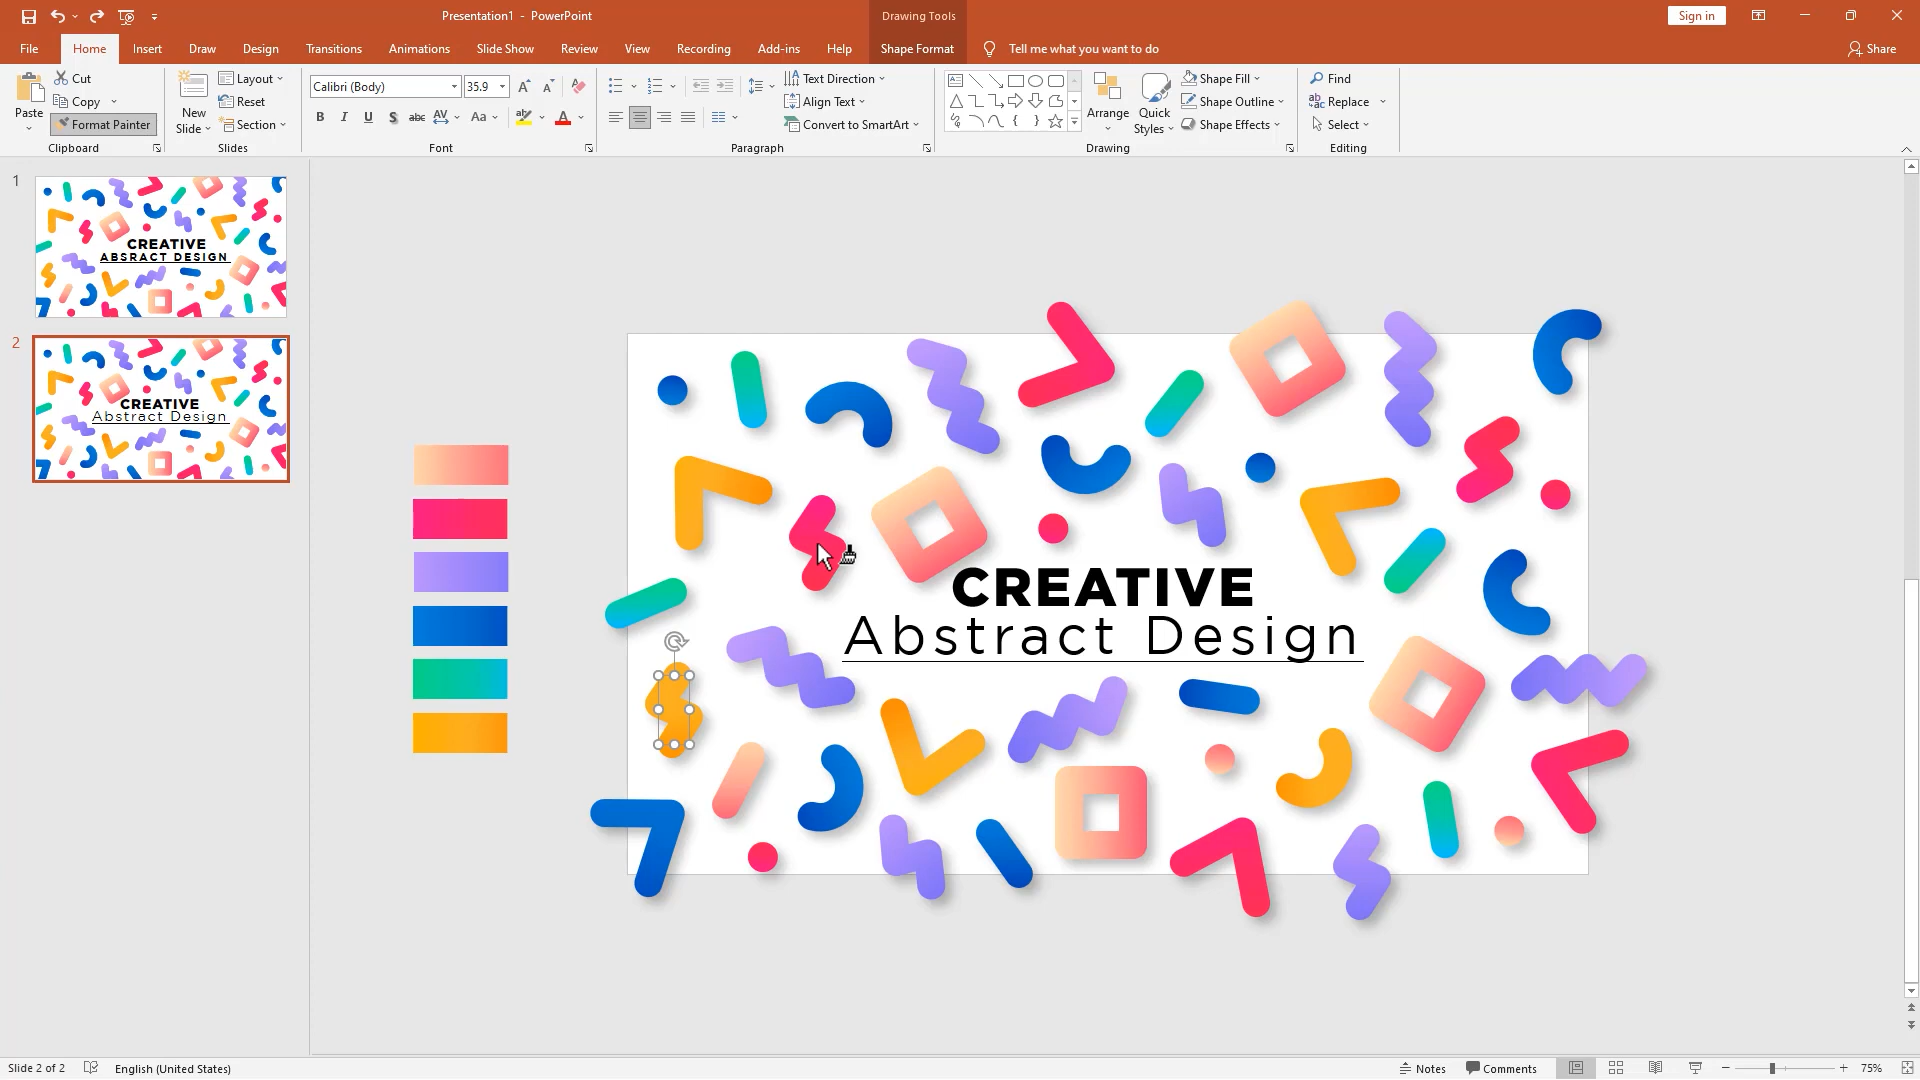 Presentation1 - PowerPoint
Drawing Tools
Sign in
File Home Insert Draw Design Transitions Animations Slide Show Review View Recording Add-ins Help Shape Format Tell me what you want to do Share
Paste
Cut
Copy
Format Painter
Clipboard
New
Slide
Layout
Reset
Section
Slides
Calibri (Body) 35.9
B I U S abc AV Aa
Font
Text Direction
Align Text
Convert to SmartArt
Paragraph
Arrange
Quick
Styles
Shape Fill
Shape Outline
Shape Effects
Drawing
Find
Replace
Select
Editing
1
CREATIVE
ABSRACT DESIGN
2
CREATIVE
Abstract Design
CREATIVE
Abstract Design
Slide 2 of 2 English (United States) Notes Comments 75%